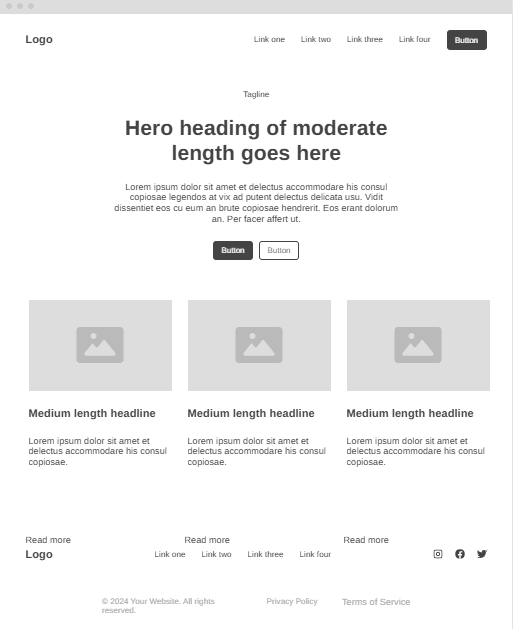 Logo
Link one Link two Link three Link four Button
Tagline
Hero heading of moderate
length goes here
Lorem ipsum dolor sit amet et delectus accommodare his consul
copiosae legendos at vix ad putent delectus delicata usu. Vidit
dissentiet eos cu eum an brute copiosae hendrerit. Eos erant dolorum
an. Per facer affert ut.
Button Button
Medium length headline
Lorem ipsum dolor sit amet et
delectus accommodare his consul
copiosae.
Medium length headline
Lorem ipsum dolor sit amet et
delectus accommodare his consul
copiosae.
Medium length headline
Lorem ipsum dolor sit amet et
delectus accommodare his consul
copiosae.
Read more Read more Read more
Logo
Link one Link two Link three Link four
© 2024 Your Website. All rights
reserved.
Privacy Policy
Terms of Service